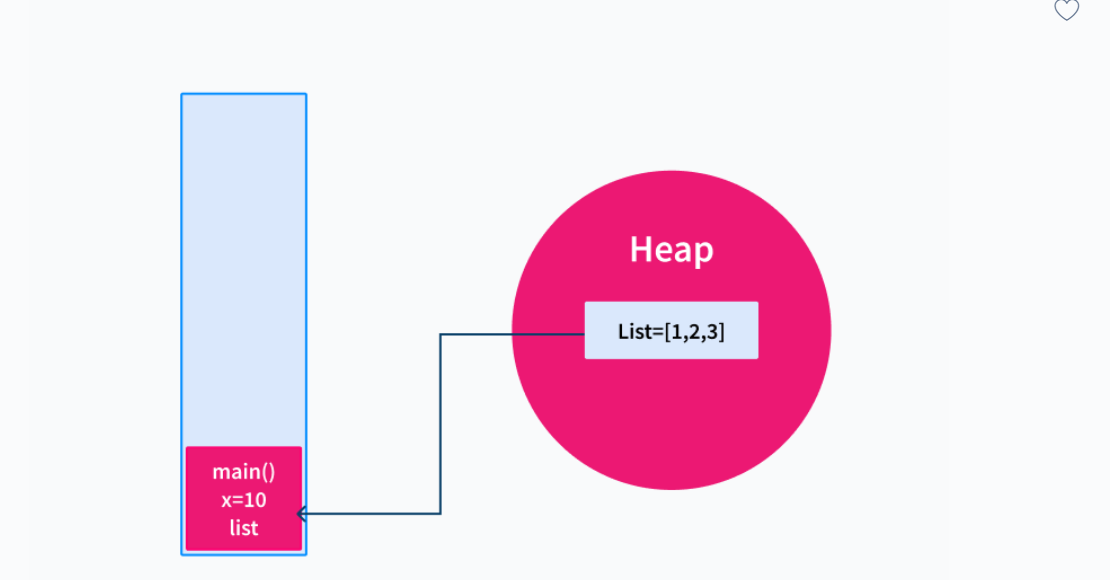 Heap
List=[1,2,3]
main()
x=10
list